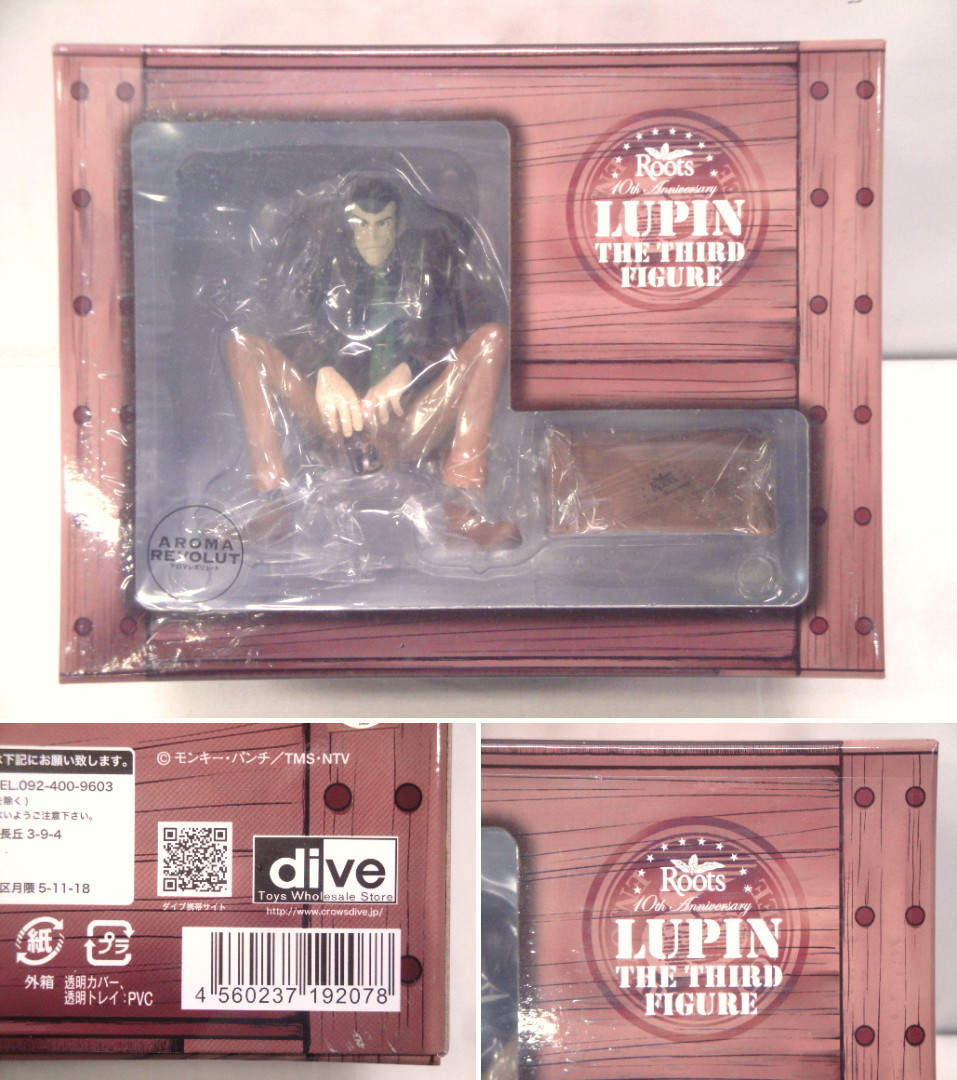 Roots
10th Anniversary
LUPIN
THE THIRD
FIGURE
AROMA
REVOLUT
アロマレボリュート
下記にお願い致します。
EL.092-400-9603
を除く)
ないようご注意下さい。
長丘 3-9-4
区月隈 5-11-18
© モンキー・パンチ／TMS・NTV
ダイブ携帯サイト
dive
Toys Wholesale Store
http://www.crowsdive.jp/
紙
プラ
外箱
透明カバー、
透明トレイ:PVC
4 560237 192078
Roots
10th Anniversary
LUPIN
THE THIRD
FIGURE